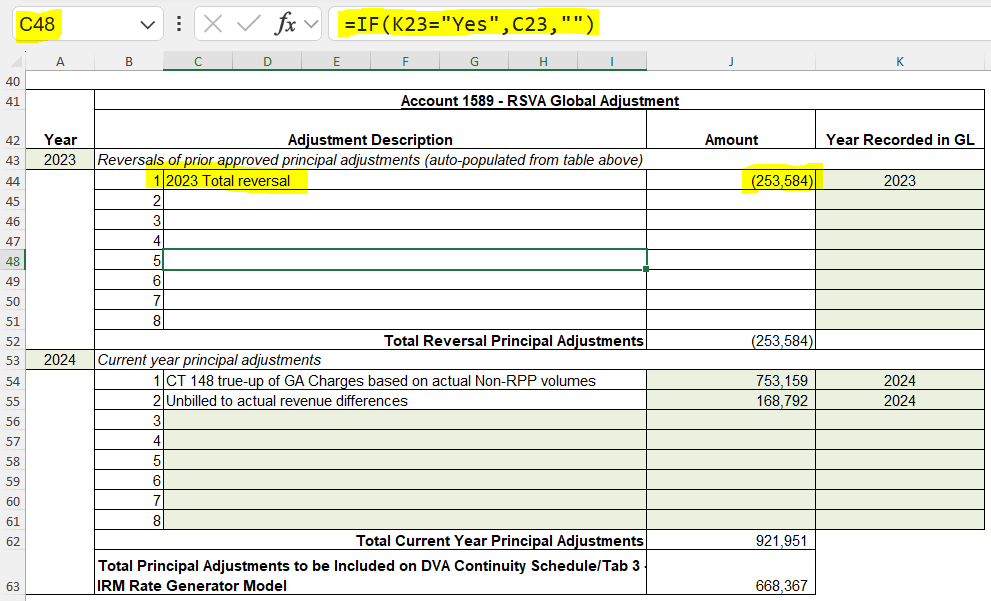 C48 fx =IF(K23="Yes",C23,"")
A B C D E F G H I J K
40
41 Account 1589 - RSVA Global Adjustment
42 Year Adjustment Description Amount Year Recorded in GL
43 2023 Reversals of prior approved principal adjustments (auto-populated from table above)
44 1 2023 Total reversal (253,584) 2023
45 2
46 3
47 4
48 5
49 6
50 7
51 8
52 Total Reversal Principal Adjustments (253,584)
53 2024 Current year principal adjustments
54 1 CT 148 true-up of GA Charges based on actual Non-RPP volumes 753,159 2024
55 2 Unbilled to actual revenue differences 168,792 2024
56 3
57 4
58 5
59 6
60 7
61 8
62 Total Current Year Principal Adjustments 921,951
Total Principal Adjustments to be Included on DVA Continuity Schedule/Tab 3 -
63 IRM Rate Generator Model 668,367